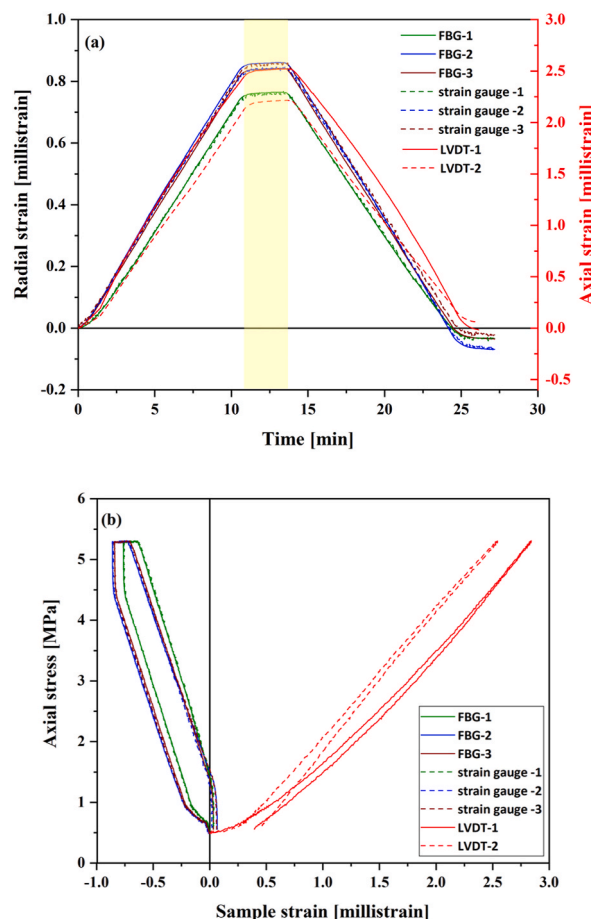 (a)
FBG-1
FBG-2
FBG-3
strain gauge -1
strain gauge -2
strain gauge -3
LVDT-1
LVDT-2
Radial strain [millistrain]
1.0
0.8
0.6
0.4
0.2
0.0
-0.2
Axial strain [millistrain]
3.0
2.5
2.0
1.5
1.0
0.5
0.0
-0.5
0 5 10 15 20 25 30
Time [min]
(b)
Axial stress [MPa]
6
5
4
3
2
1
0
FBG-1
FBG-2
FBG-3
strain gauge -1
strain gauge -2
strain gauge -3
LVDT-1
LVDT-2
-1.0 -0.5 0.0 0.5 1.0 1.5 2.0 2.5 3.0
Sample strain [millistrain]